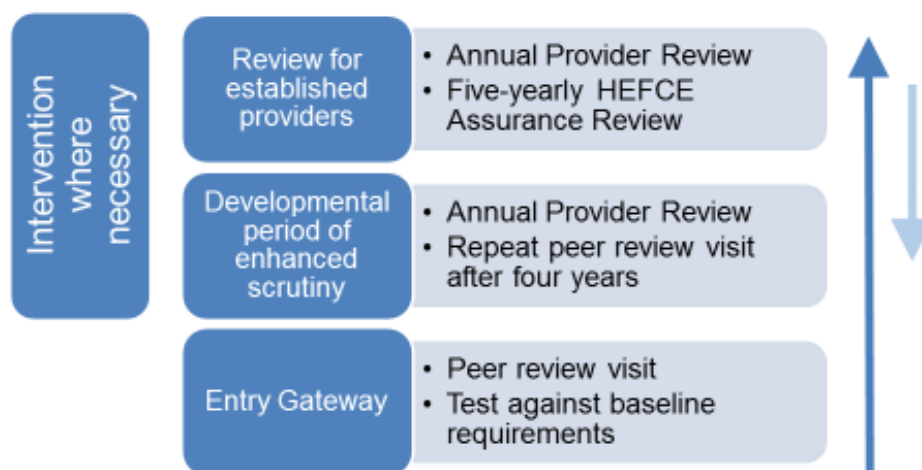 Intervention
where
necessary
Review for
established
providers
• Annual Provider Review
• Five-yearly HEFCE
Assurance Review
Developmental
period of
enhanced
scrutiny
• Annual Provider Review
• Repeat peer review visit
after four years
Entry Gateway
• Peer review visit
• Test against baseline
requirements